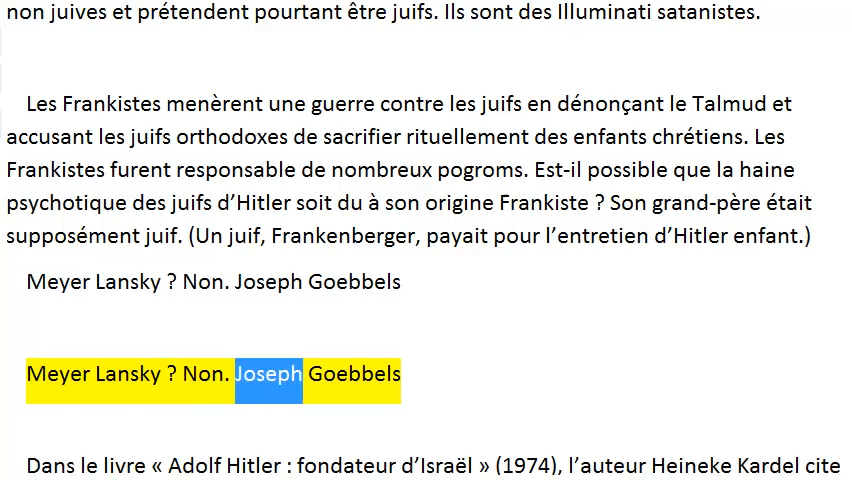 non juives et prétendent pourtant être juifs. Ils sont des Illuminati satanistes.
Les Frankistes menèrent une guerre contre les juifs en dénonçant le Talmud et
accusant les juifs orthodoxes de sacrifier rituellement des enfants chrétiens. Les
Frankistes furent responsable de nombreux pogroms. Est-il possible que la haine
psychotique des juifs d’Hitler soit du à son origine Frankiste ? Son grand-père était
supposément juif. (Un juif, Frankenberger, payait pour l’entretien d’Hitler enfant.)
Meyer Lansky ? Non. Joseph Goebbels
Meyer Lansky ? Non. Joseph Goebbels
Dans le livre « Adolf Hitler : fondateur d’Israël » (1974), l’auteur Heineke Kardel cite